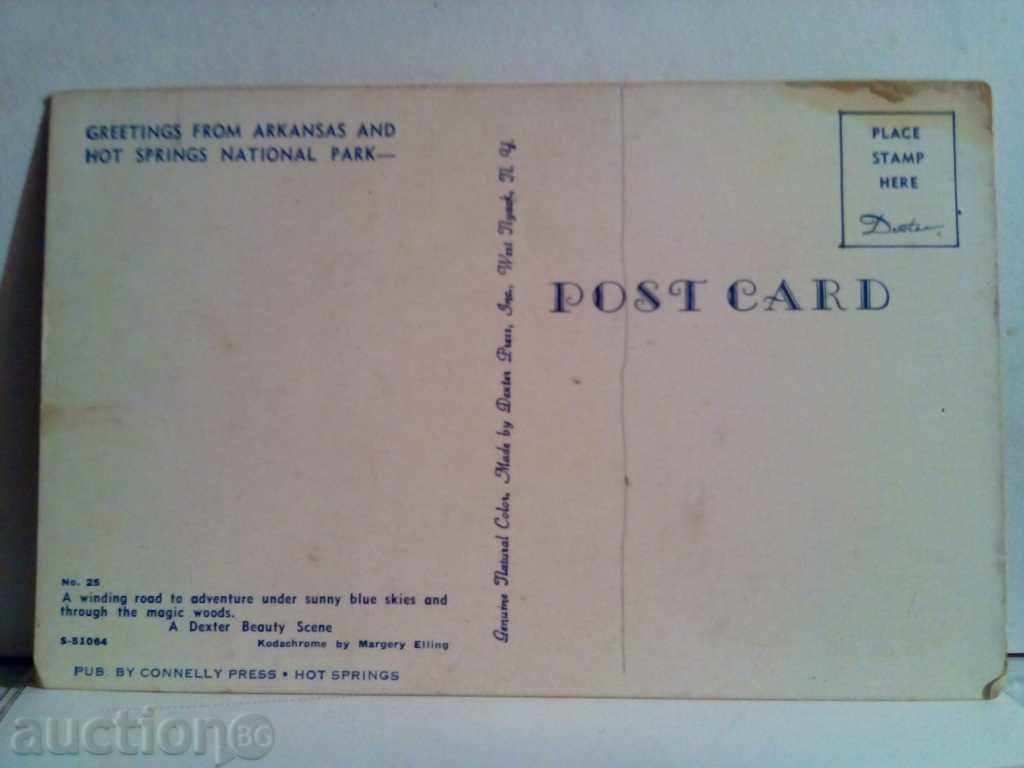 GREETINGS FROM ARKANSAS AND
HOT SPRINGS NATIONAL PARK—
PLACE
STAMP
HERE
Dexter
POST CARD
Genuine Natural Color, Made by Dexter Press, Inc. West Nyack, N. Y.
No. 25
A winding road to adventure under sunny blue skies and
through the magic woods.
A Dexter Beauty Scene
S-51064 Kodachrome by Margery Elling
PUB. BY CONNELLY PRESS • HOT SPRINGS
auction BG